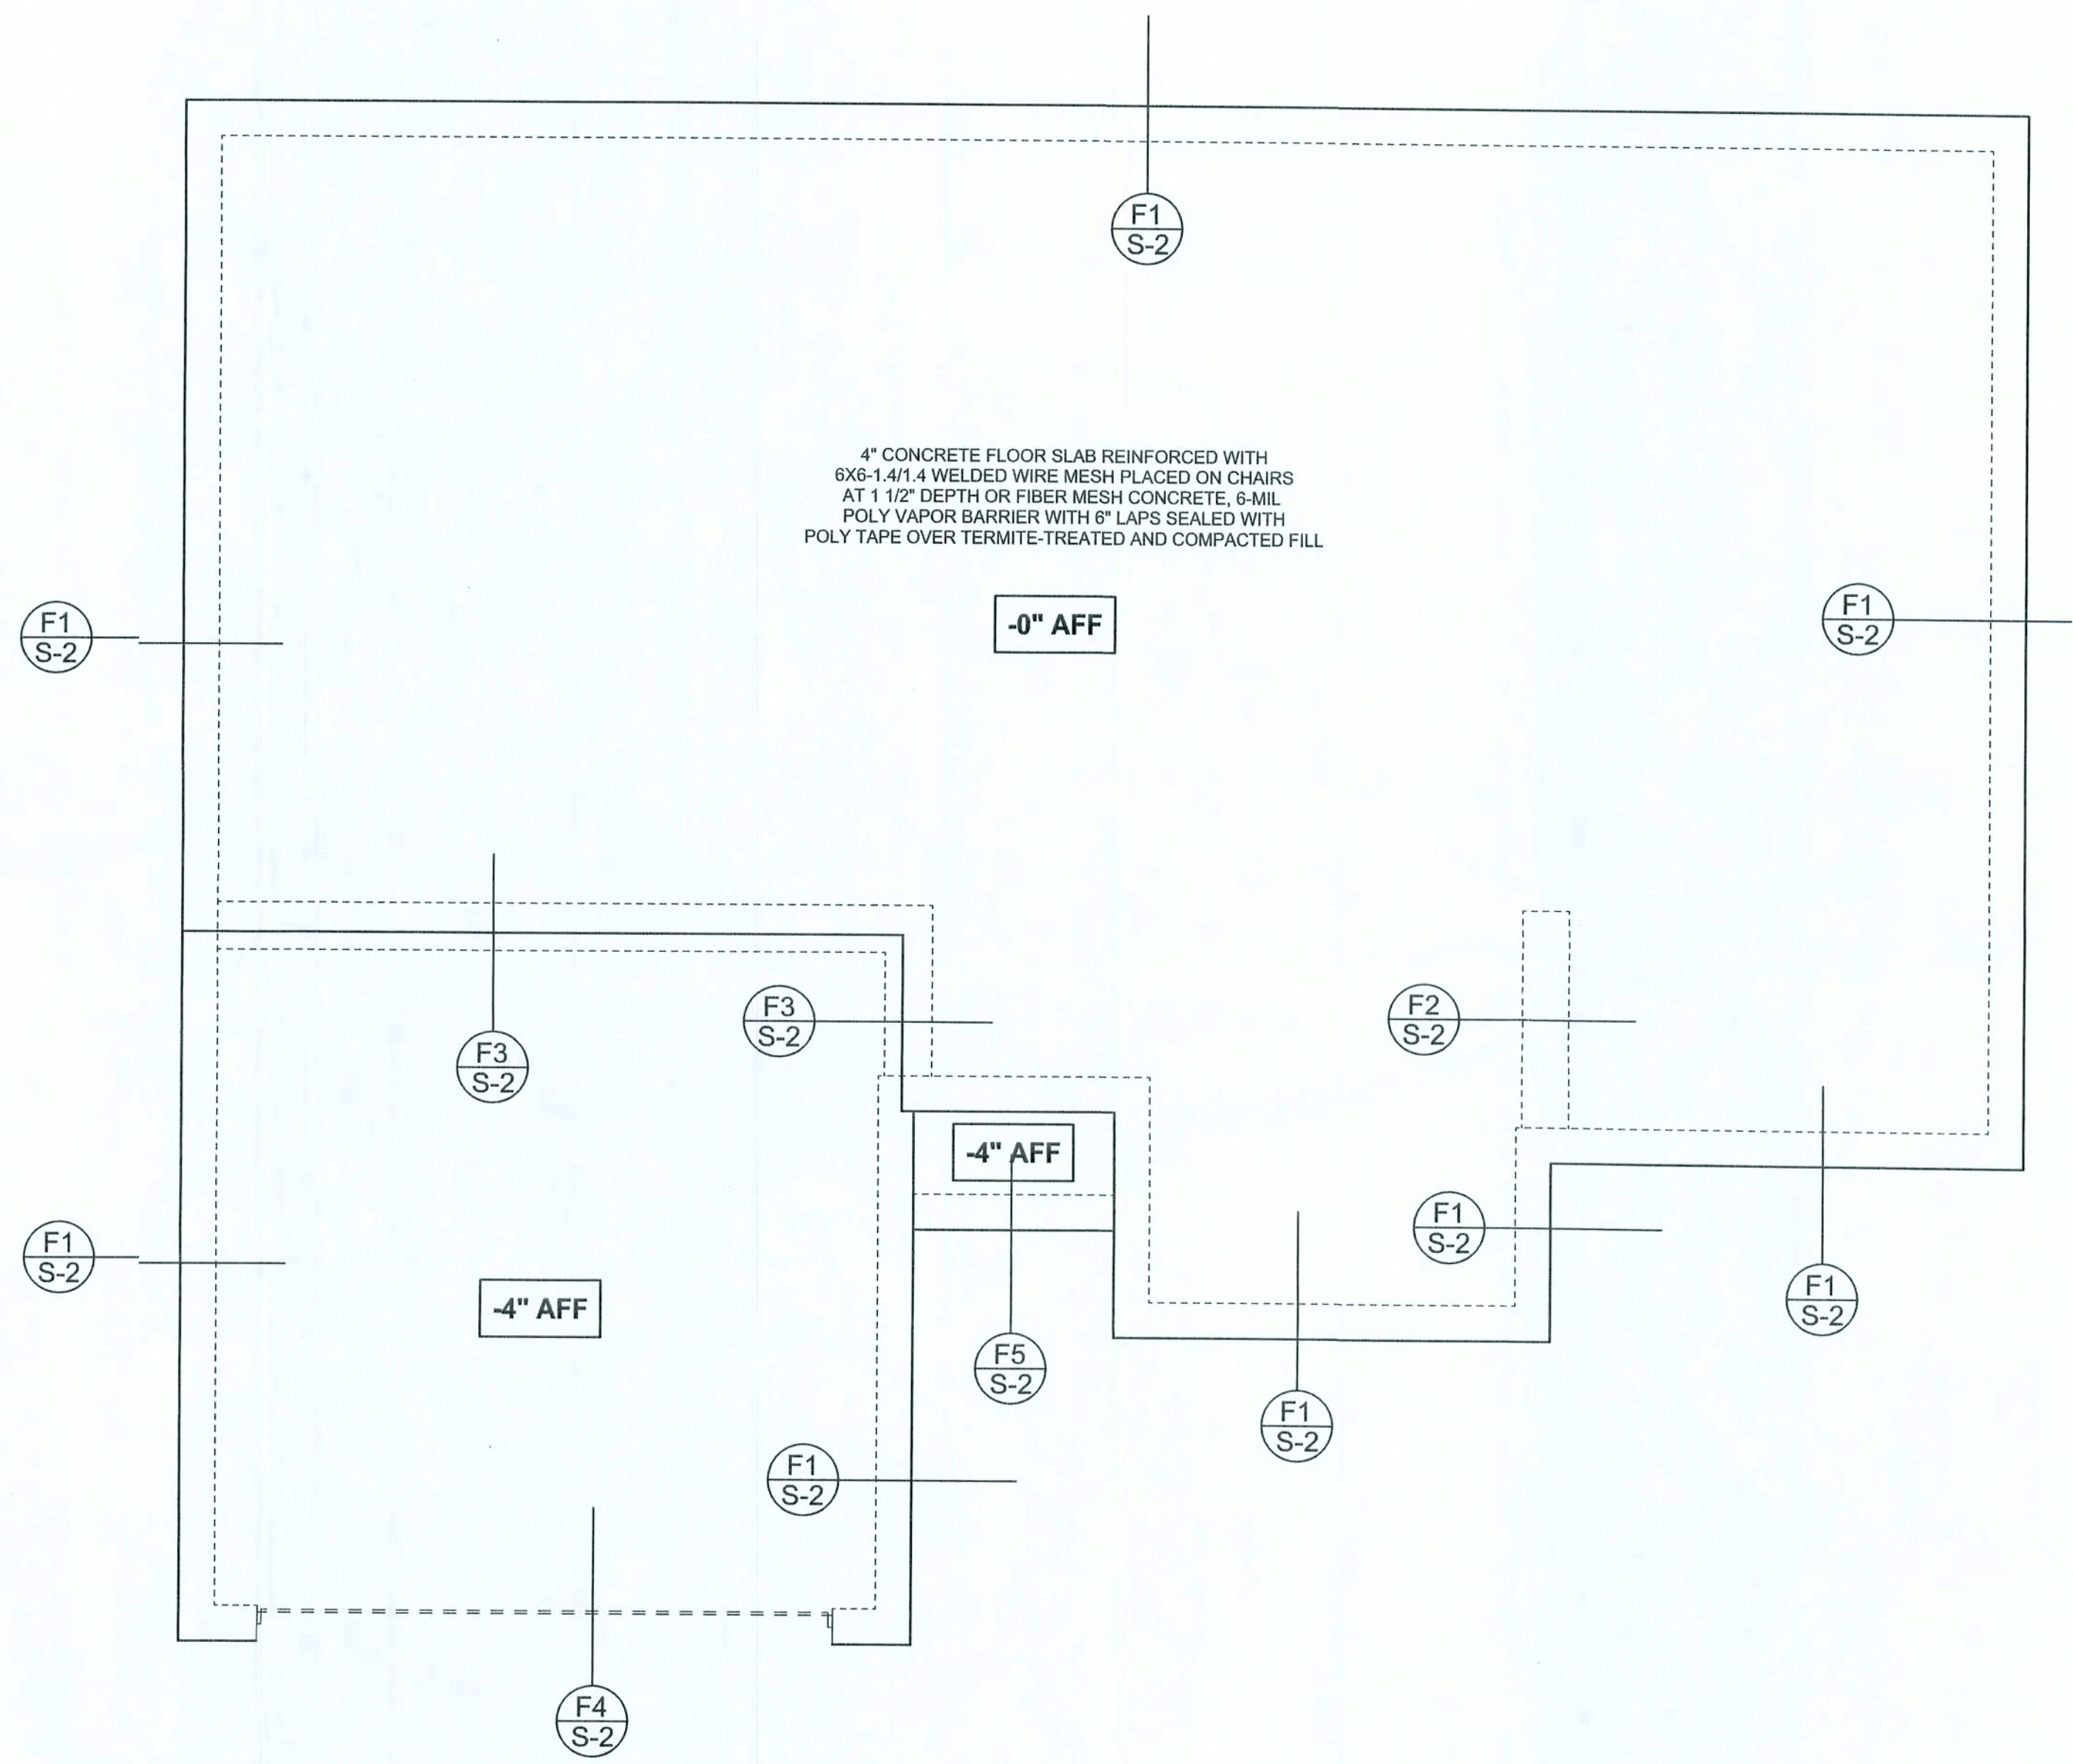 F1
S-2
4" CONCRETE FLOOR SLAB REINFORCED WITH
6X6-1.4/1.4 WELDED WIRE MESH PLACED ON CHAIRS
AT 1 1/2" DEPTH OR FIBER MESH CONCRETE, 6-MIL
POLY VAPOR BARRIER WITH 6" LAPS SEALED WITH
POLY TAPE OVER TERMITE-TREATED AND COMPACTED FILL
F1
S-2
-0" AFF
F1
S-2
F3
S-2
F3
S-2
F2
S-2
-4" AFF
F1
S-2
F1
S-2
-4" AFF
F1
S-2
F5
S-2
F1
S-2
F1
S-2
F4
S-2